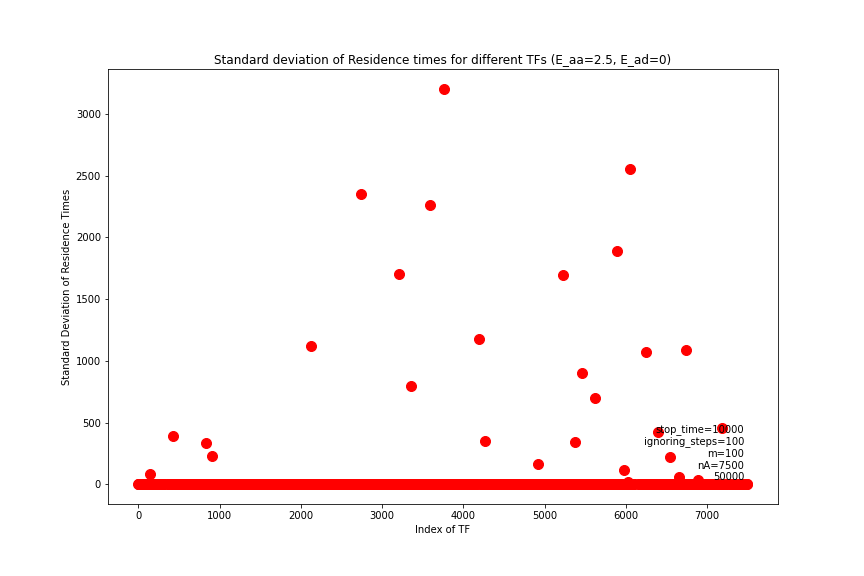 Standard deviation of Residence times for different TFs (E_aa=2.5, E_ad=0)
Standard Deviation of Residence Times
3000
2500
2000
1500
1000
500
0
stop_time=11000
ignoring_steps=100
m=100
nA=7500
50000
0 1000 2000 3000 4000 5000 6000 7000
Index of TF